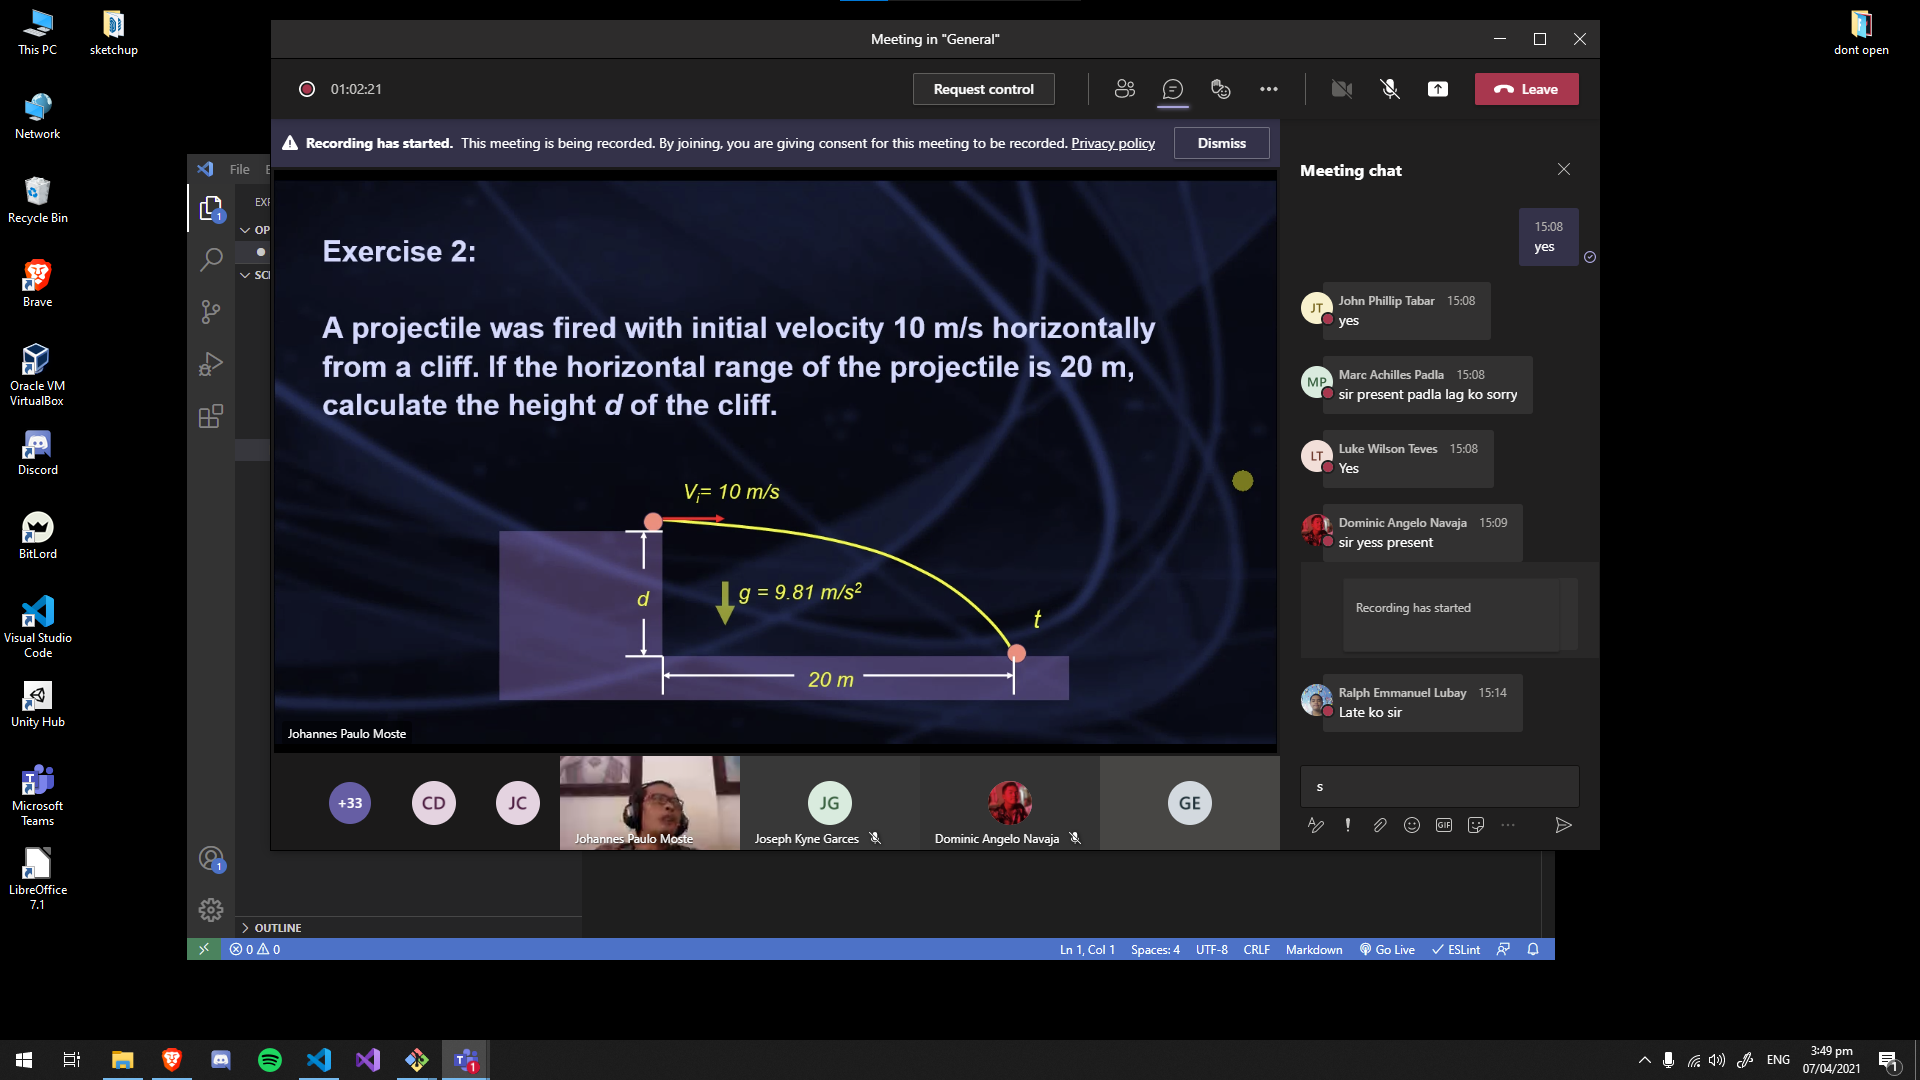 This PC
sketchup
dont open
Network
Recycle Bin
Brave
Oracle VM
VirtualBox
Discord
BitLord
Visual Studio
Code
Unity Hub
Microsoft
Teams
LibreOffice
7.1
Meeting in "General"
01:02:21
Request control
Leave
Recording has started. This meeting is being recorded. By joining, you are giving consent for this meeting to be recorded. Privacy policy
Dismiss
File
1
Exercise 2:
A projectile was fired with initial velocity 10 m/s horizontally
from a cliff. If the horizontal range of the projectile is 20 m,
calculate the height d of the cliff.
Vi= 10 m/s
d
g = 9.81 m/s²
t
20 m
Johannes Paulo Moste
+33
CD
JC
Johannes Paulo Moste
JG
Joseph Kyne Garces
Dominic Angelo Navaja
GE
Meeting chat
15:08
yes
JT
John Phillip Tabar 15:08
yes
MP
Marc Achilles Padla 15:08
sir present padla lag ko sorry
LT
Luke Wilson Teves 15:08
Yes
Dominic Angelo Navaja 15:09
sir yess present
Recording has started
Ralph Emmanuel Lubay 15:14
Late ko sir
s
GIF
1
OUTLINE
0 0
Ln 1, Col 1 Spaces: 4 UTF-8 CRLF Markdown Go Live ESLint
1
ENG
3:49 pm
07/04/2021
1